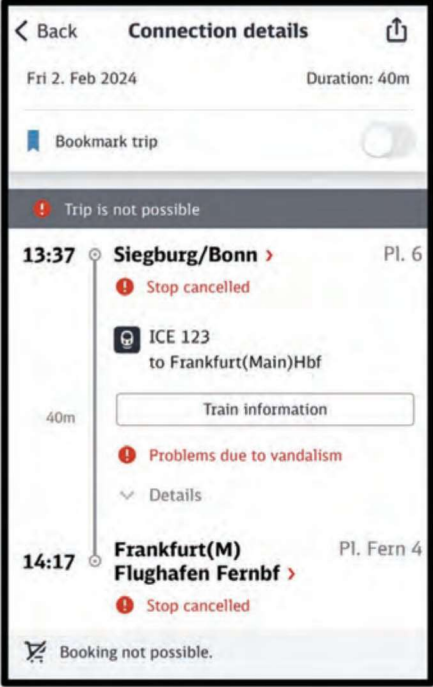 Back Connection details
Fri 2. Feb 2024 Duration: 40m
Bookmark trip
Trip is not possible
13:37 Siegburg/Bonn Pl. 6
Stop cancelled
ICE 123
to Frankfurt(Main)Hbf
Train information
40m
Problems due to vandalism
Details
Frankfurt(M) Pl. Fern 4
14:17
Flughafen Fernbf
Stop cancelled
Booking not possible.